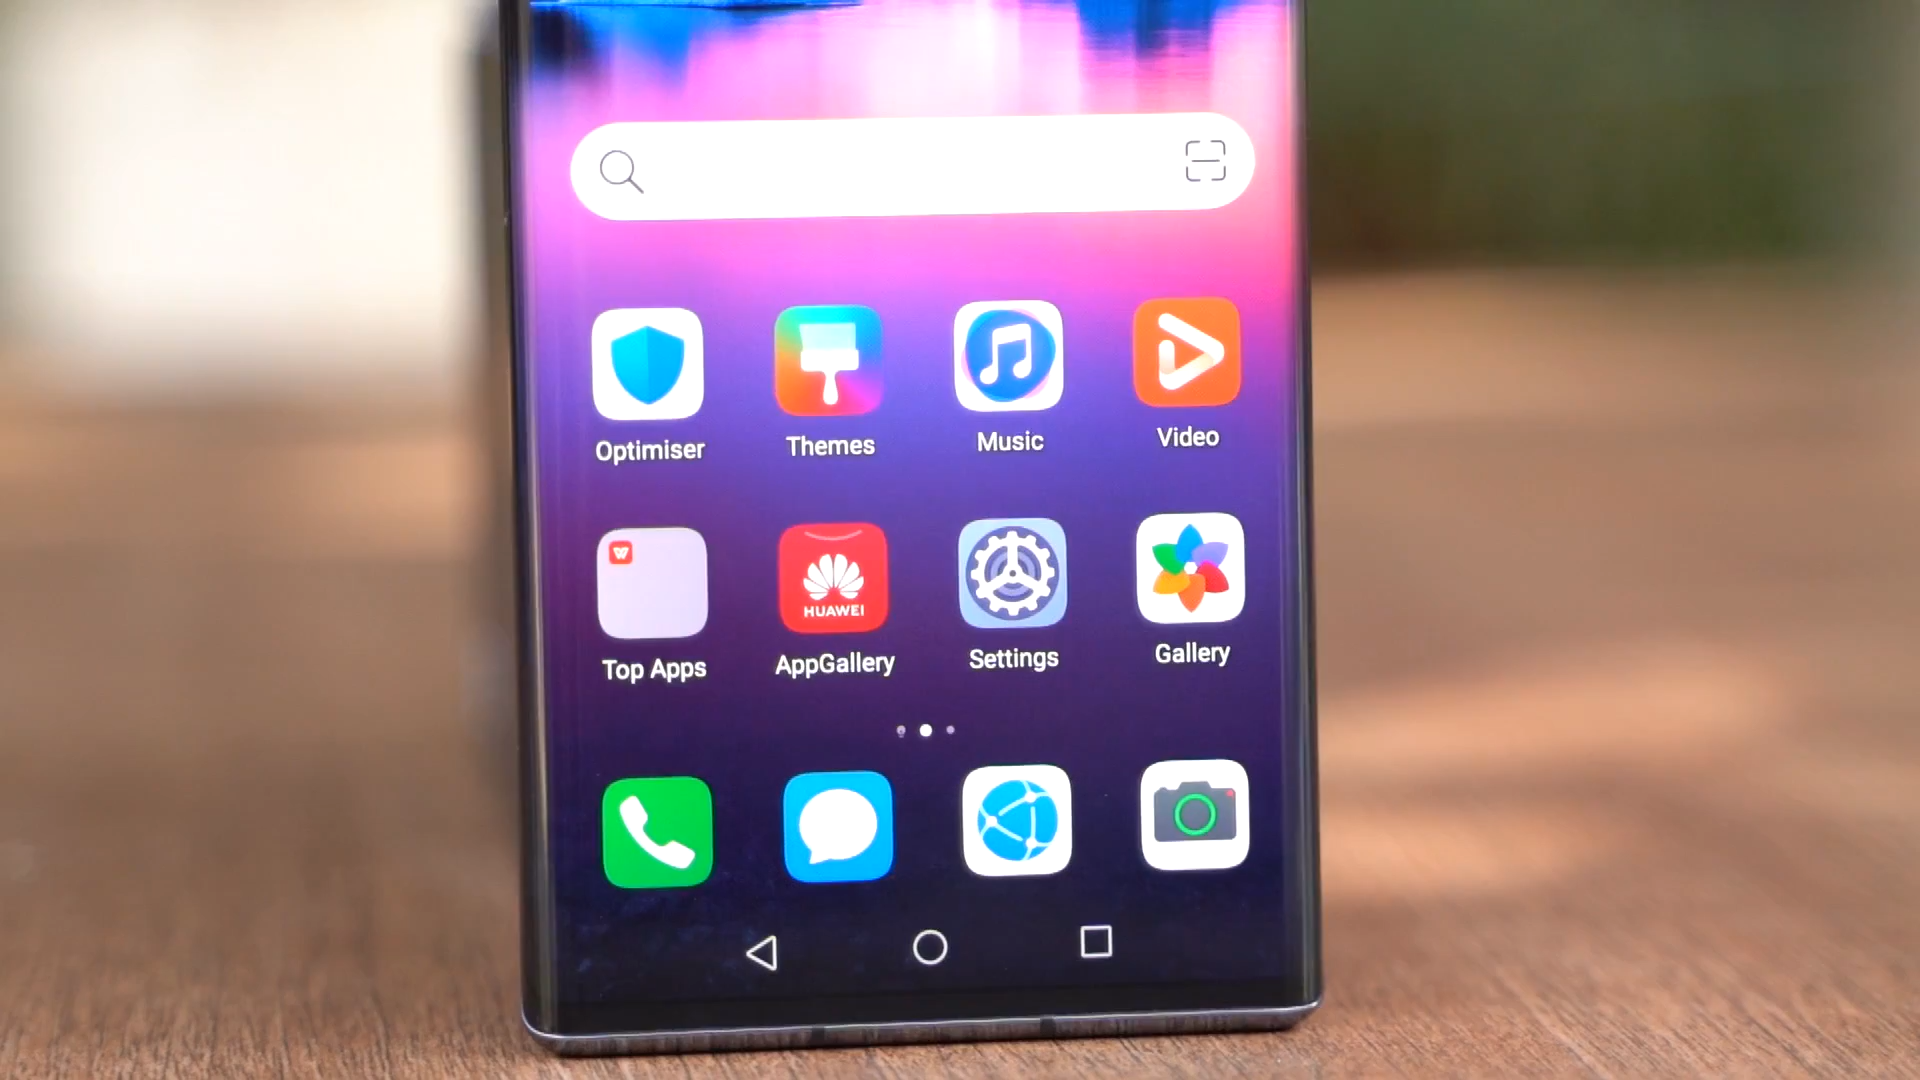 Optimiser
Themes
Music
Video
W
HUAWEI
Top Apps
AppGallery
Settings
Gallery